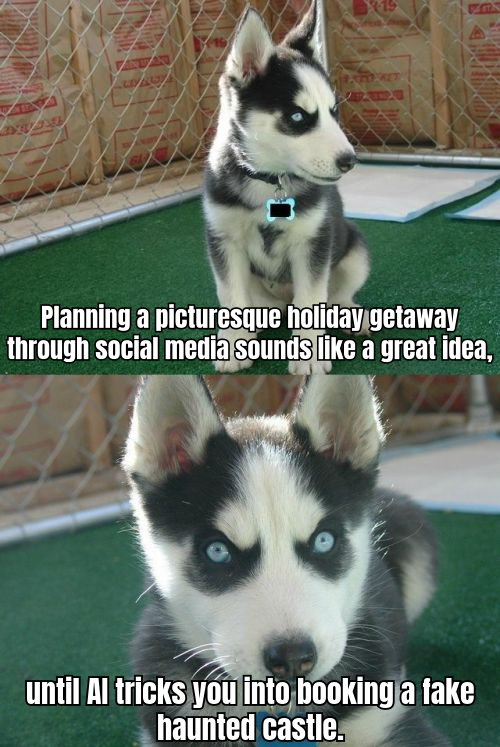 Planning a picturesque holiday getaway
through social media sounds like a great idea,
until AI tricks you into booking a fake
haunted castle.